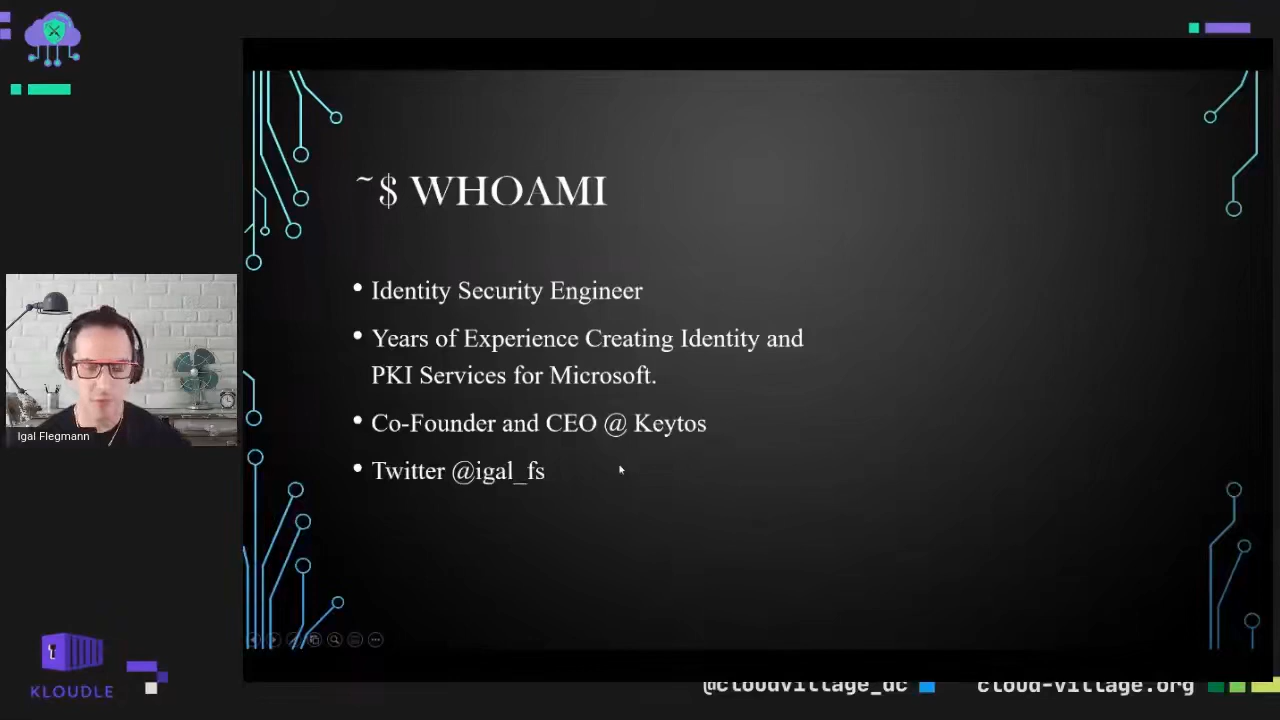 ~$ WHOAMI
• Identity Security Engineer
• Years of Experience Creating Identity and
PKI Services for Microsoft.
• Co-Founder and CEO @ Keytos
• Twitter @igal_fs
Igal Flegmann
KLOUDLE
@cloudvillage_dc
cloud-village.org